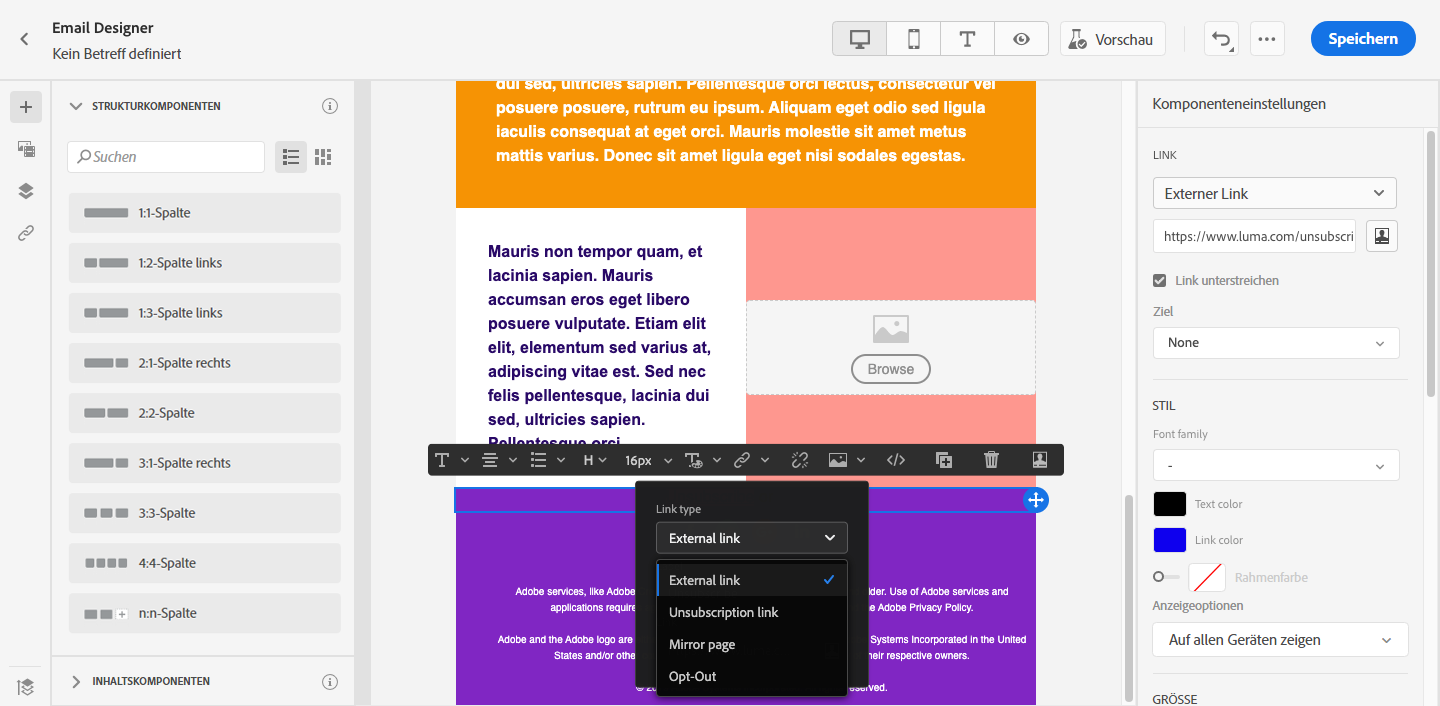 Email Designer
Kein Betreff definiert
Vorschau
Speichern
STRUKTURKOMPONENTEN
Suchen
1:1-Spalte
1:2-Spalte links
1:3-Spalte links
2:1-Spalte rechts
2:2-Spalte
3:1-Spalte rechts
3:3-Spalte
4:4-Spalte
n:n-Spalte
INHALTSKOMPONENTEN
dui sed, ultricies sapien. Pellentesque orci lectus, consectetur vel
posuere posuere, rutrum eu ipsum. Aliquam eget odio sed ligula
iaculis consequat at eget orci. Mauris molestie sit amet metus
mattis varius. Donec sit amet ligula eget nisi sodales egestas.
Mauris non tempor quam, et
lacinia sapien. Mauris
accumsan eros eget libero
posuere vulputate. Etiam elit
elit, elementum sed varius at,
adipiscing vitae est. Sed nec
felis pellentesque, lacinia dui
sed, ultricies sapien.
Pellentesque orci
Browse
H
16px
Link type
External link
External link
Unsubscription link
Mirror page
Opt-Out
Adobe services, like Adobe
applications require
Adobe and the Adobe logo are
States and/or othe
der. Use of Adobe services and
e Adobe Privacy Policy.
Systems Incorporated in the United
heir respective owners.
served.
Komponenteneinstellungen
LINK
Externer Link
https://www.luma.com/unsubscri
Link unterstreichen
Ziel
None
STIL
Font family
-
Text color
Link color
Rahmenfarbe
Anzeigeoptionen
Auf allen Geräten zeigen
GRÖSSE